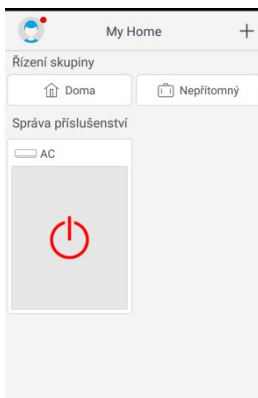 My Home
Řízení skupiny
Doma
Nepřítomný
Správa příslušenství
AC